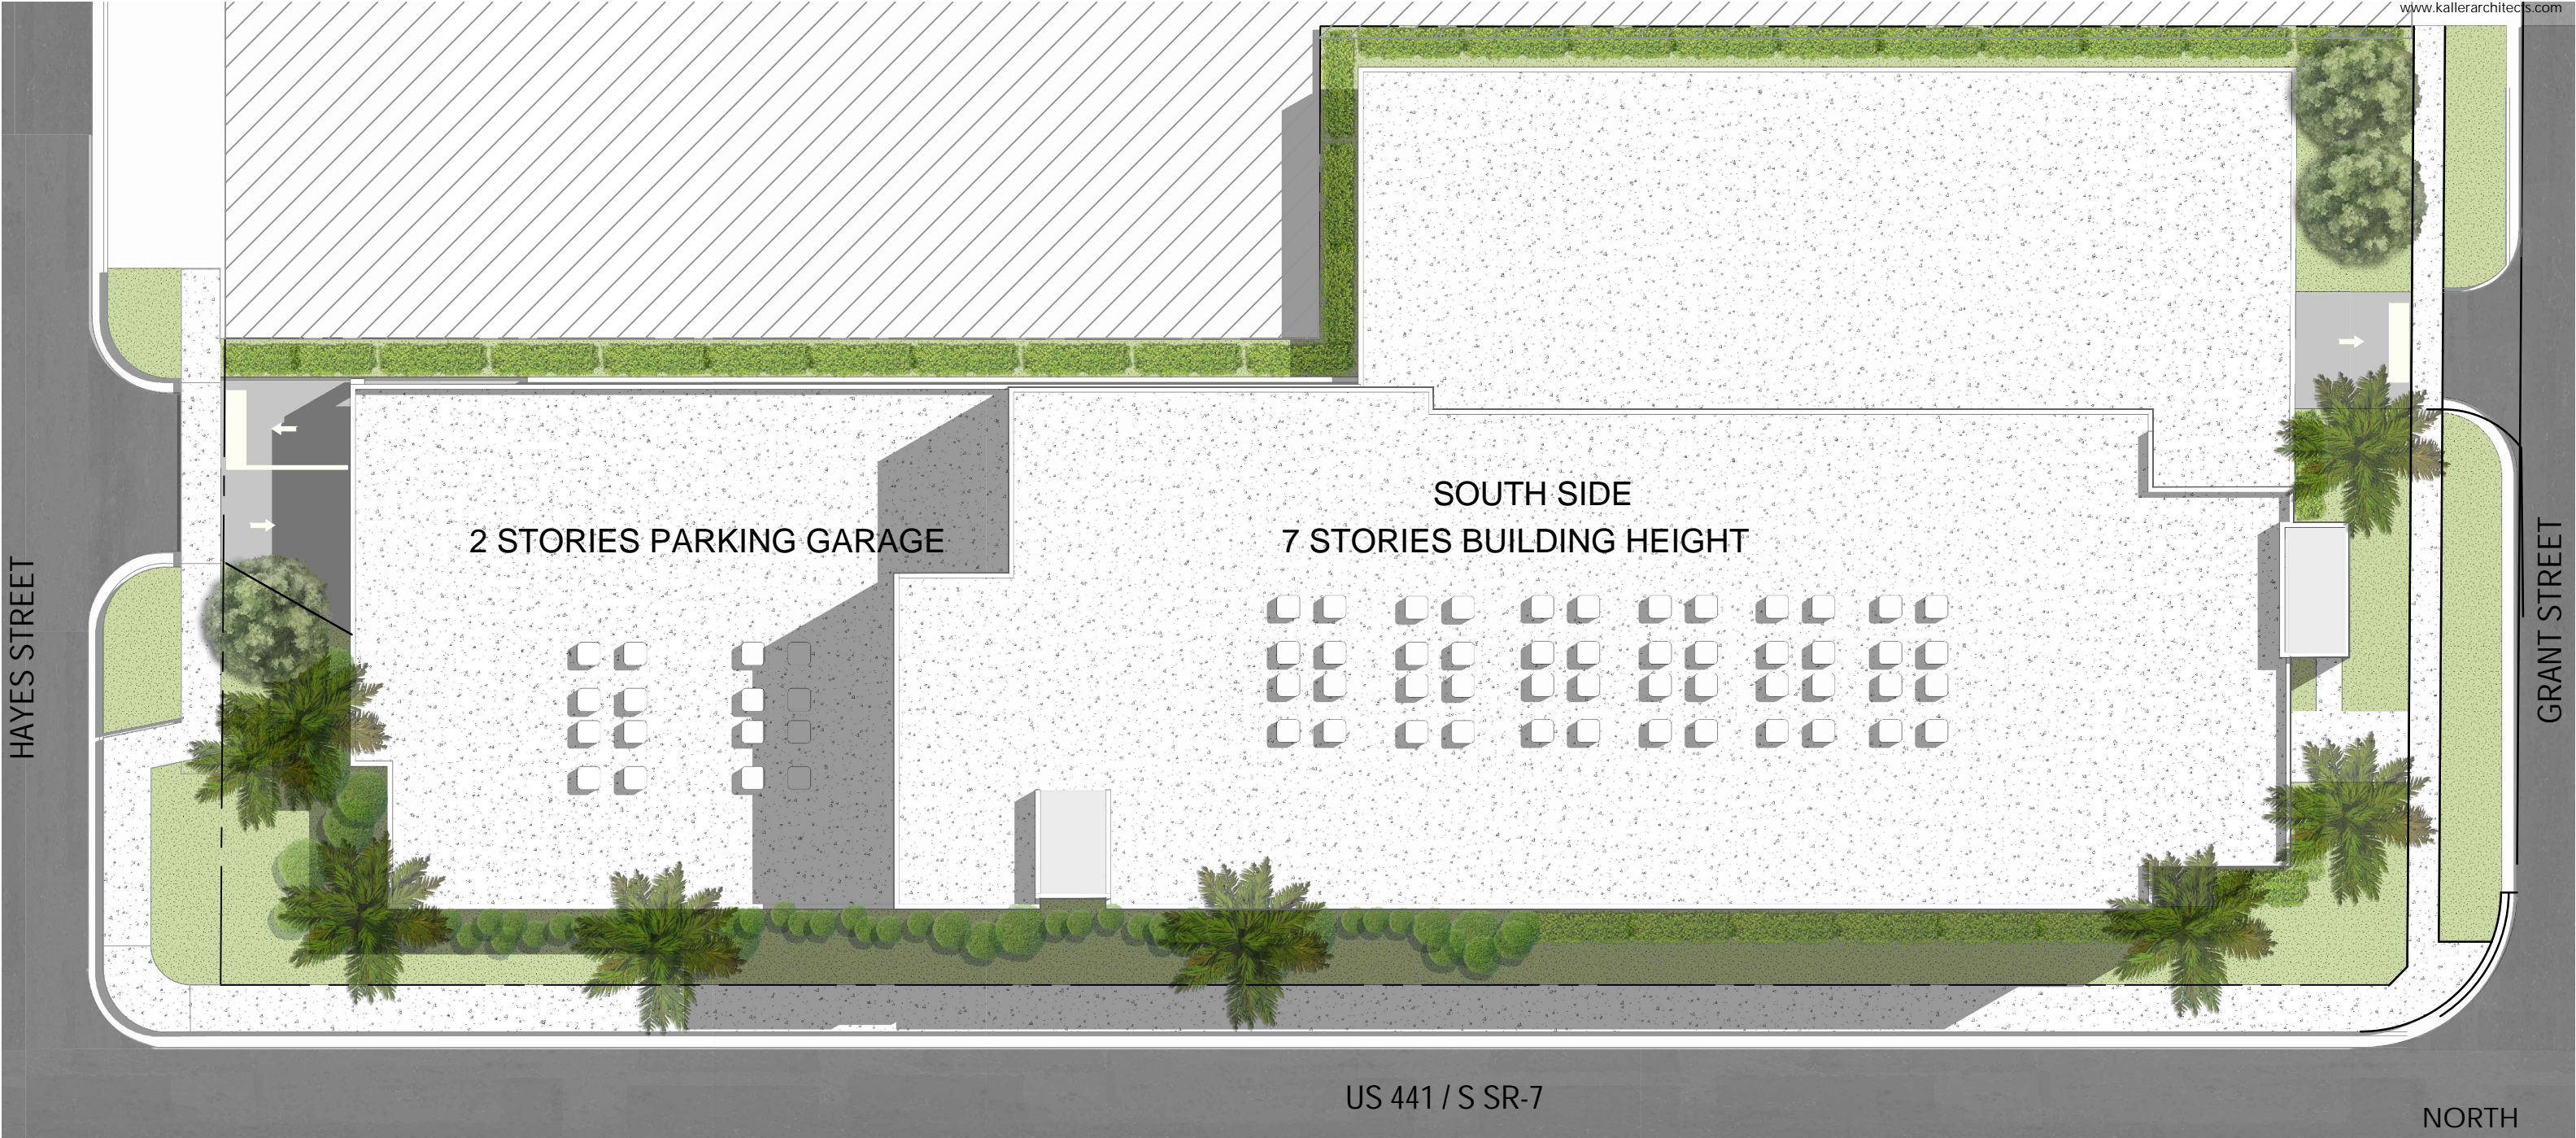 www.kallerarchitects.com
SOUTH SIDE
2 STORIES PARKING GARAGE
7 STORIES BUILDING HEIGHT
HAYES STREET
GRANT STREET
US 441 / S SR-7
NORTH